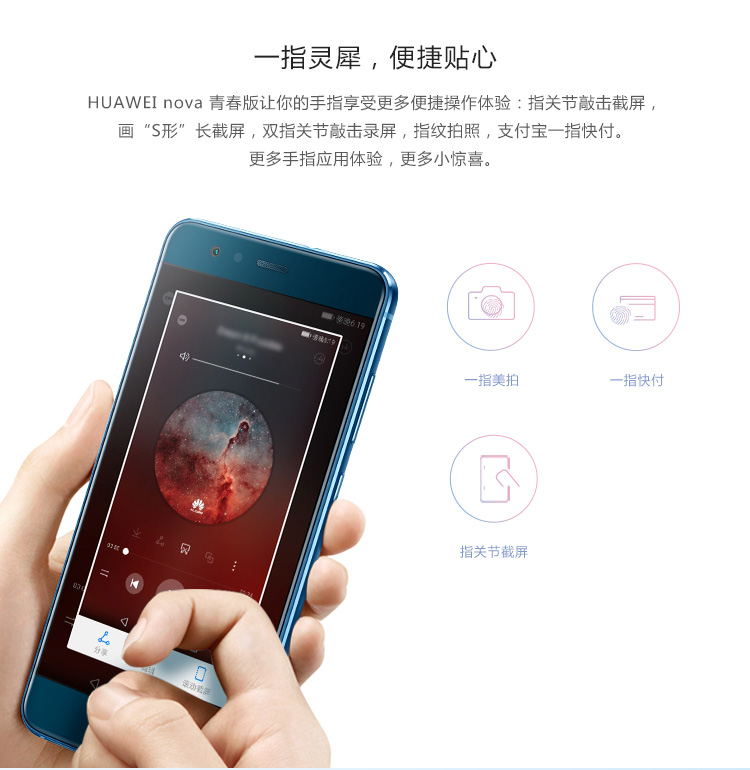 一指灵犀，便捷贴心
HUAWEI nova 青春版让你的手指享受更多便捷操作体验：指关节敲击截屏，
画“S形”长截屏，双指关节敲击录屏，指纹拍照，支付宝一指快付。
更多手指应用体验，更多小惊喜。
一指美拍
一指快付
指关节截屏
分享
滚动截屏